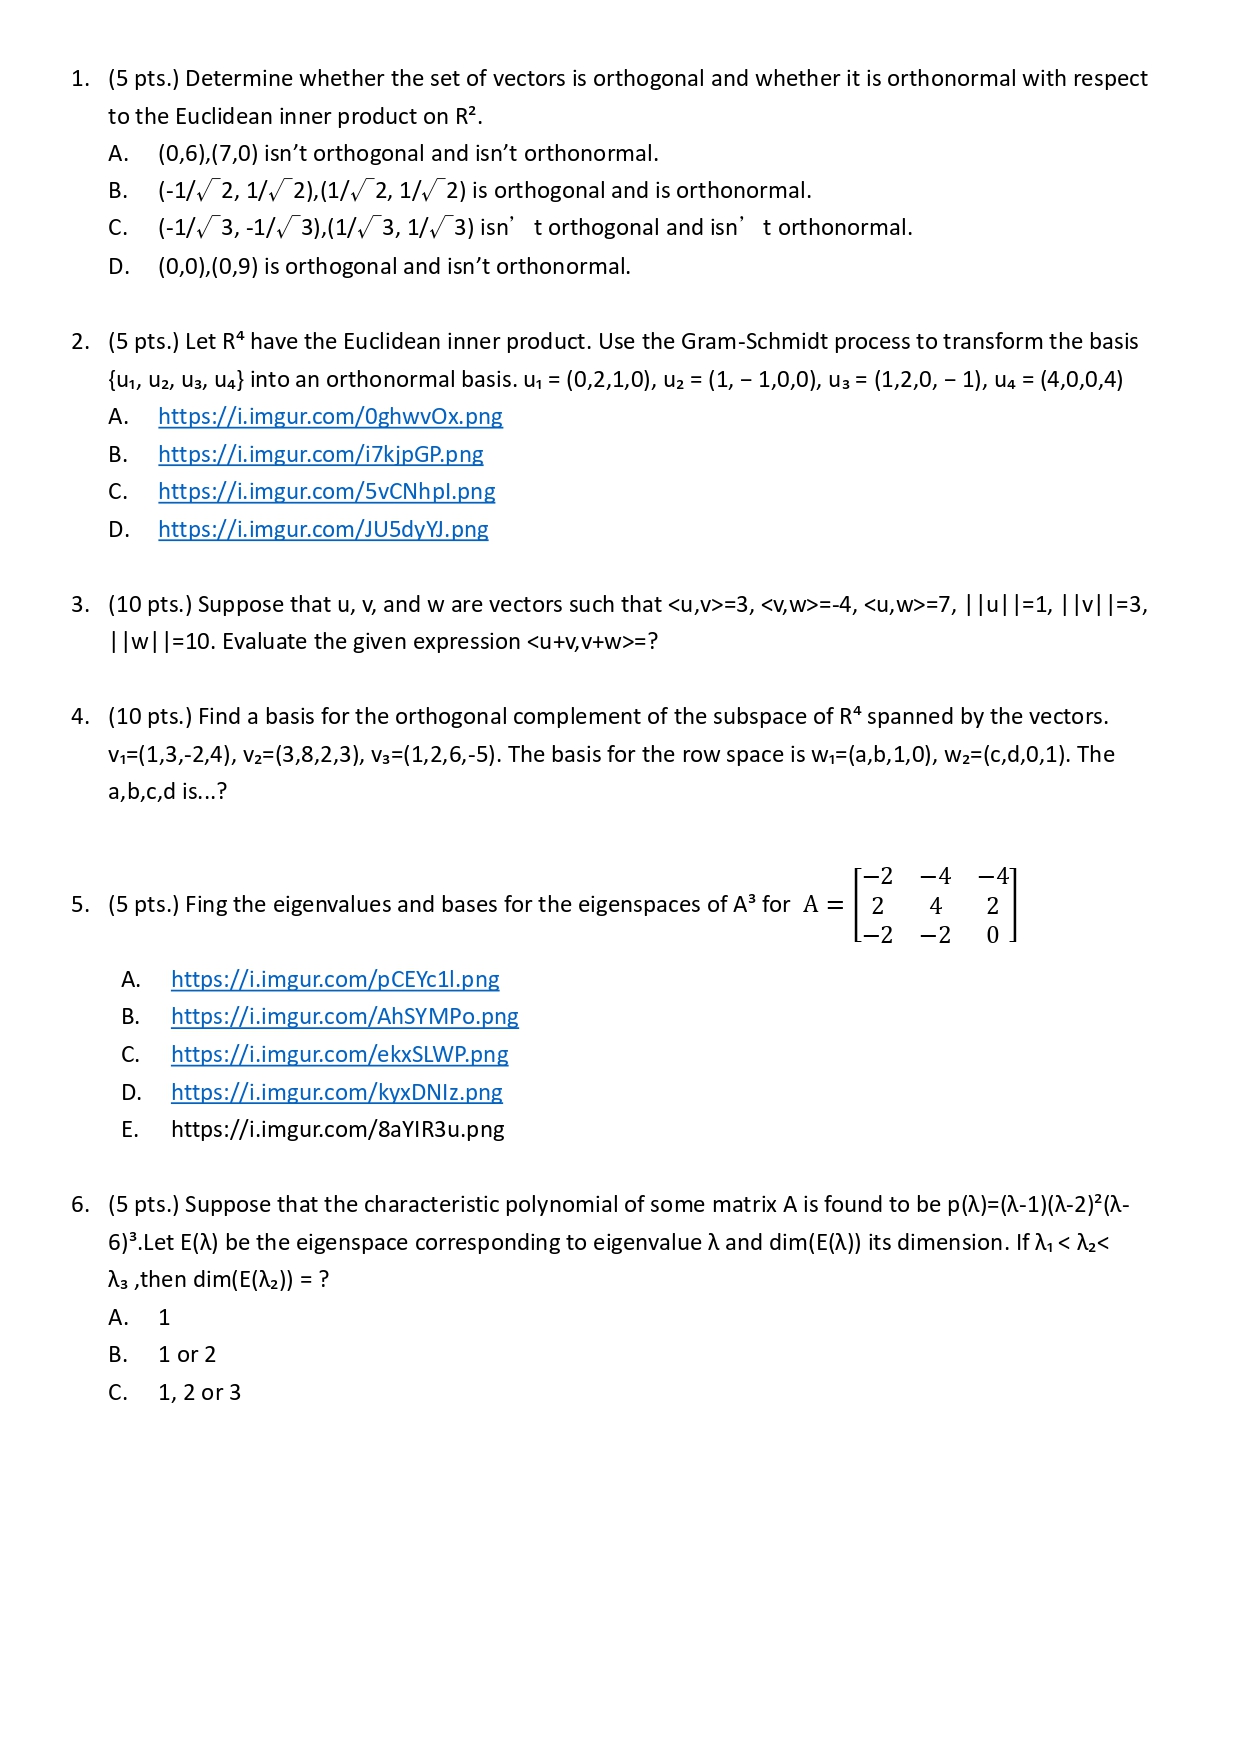 1. (5 pts.) Determine whether the set of vectors is orthogonal and whether it is orthonormal with respect
to the Euclidean inner product on R².
A. (0,6),(7,0) isn’t orthogonal and isn’t orthonormal.
B. (-1/√2, 1/√2),(1/√2, 1/√2) is orthogonal and is orthonormal.
C. (-1/√3, -1/√3),(1/√3, 1/√3) isn’t orthogonal and isn’t orthonormal.
D. (0,0),(0,9) is orthogonal and isn’t orthonormal.
2. (5 pts.) Let R⁴ have the Euclidean inner product. Use the Gram-Schmidt process to transform the basis
{u₁, u₂, u₃, u₄} into an orthonormal basis. u₁ = (0,2,1,0), u₂ = (1, − 1,0,0), u₃ = (1,2,0, − 1), u₄ = (4,0,0,4)
A. https://i.imgur.com/0ghwvOx.png
B. https://i.imgur.com/i7kjpGP.png
C. https://i.imgur.com/5vCNhpI.png
D. https://i.imgur.com/JU5dyYJ.png
3. (10 pts.) Suppose that u, v, and w are vectors such that <u,v>=3, <v,w>=-4, <u,w>=7, ||u||=1, ||v||=3,
||w||=10. Evaluate the given expression <u+v,v+w>=?
4. (10 pts.) Find a basis for the orthogonal complement of the subspace of R⁴ spanned by the vectors.
v₁=(1,3,-2,4), v₂=(3,8,2,3), v₃=(1,2,6,-5). The basis for the row space is w₁=(a,b,1,0), w₂=(c,d,0,1). The
a,b,c,d is...?
5. (5 pts.) Fing the eigenvalues and bases for the eigenspaces of A³ for A = [−2 −4 −4
2 4 2
−2 −2 0]
A. https://i.imgur.com/pCEYc1l.png
B. https://i.imgur.com/AhSYMPo.png
C. https://i.imgur.com/ekxSLWP.png
D. https://i.imgur.com/kyxDNIz.png
E. https://i.imgur.com/8aYIR3u.png
6. (5 pts.) Suppose that the characteristic polynomial of some matrix A is found to be p(λ)=(λ-1)(λ-2)²(λ-
6)³.Let E(λ) be the eigenspace corresponding to eigenvalue λ and dim(E(λ)) its dimension. If λ₁ < λ₂<
λ₃ ,then dim(E(λ₂)) = ?
A. 1
B. 1 or 2
C. 1, 2 or 3